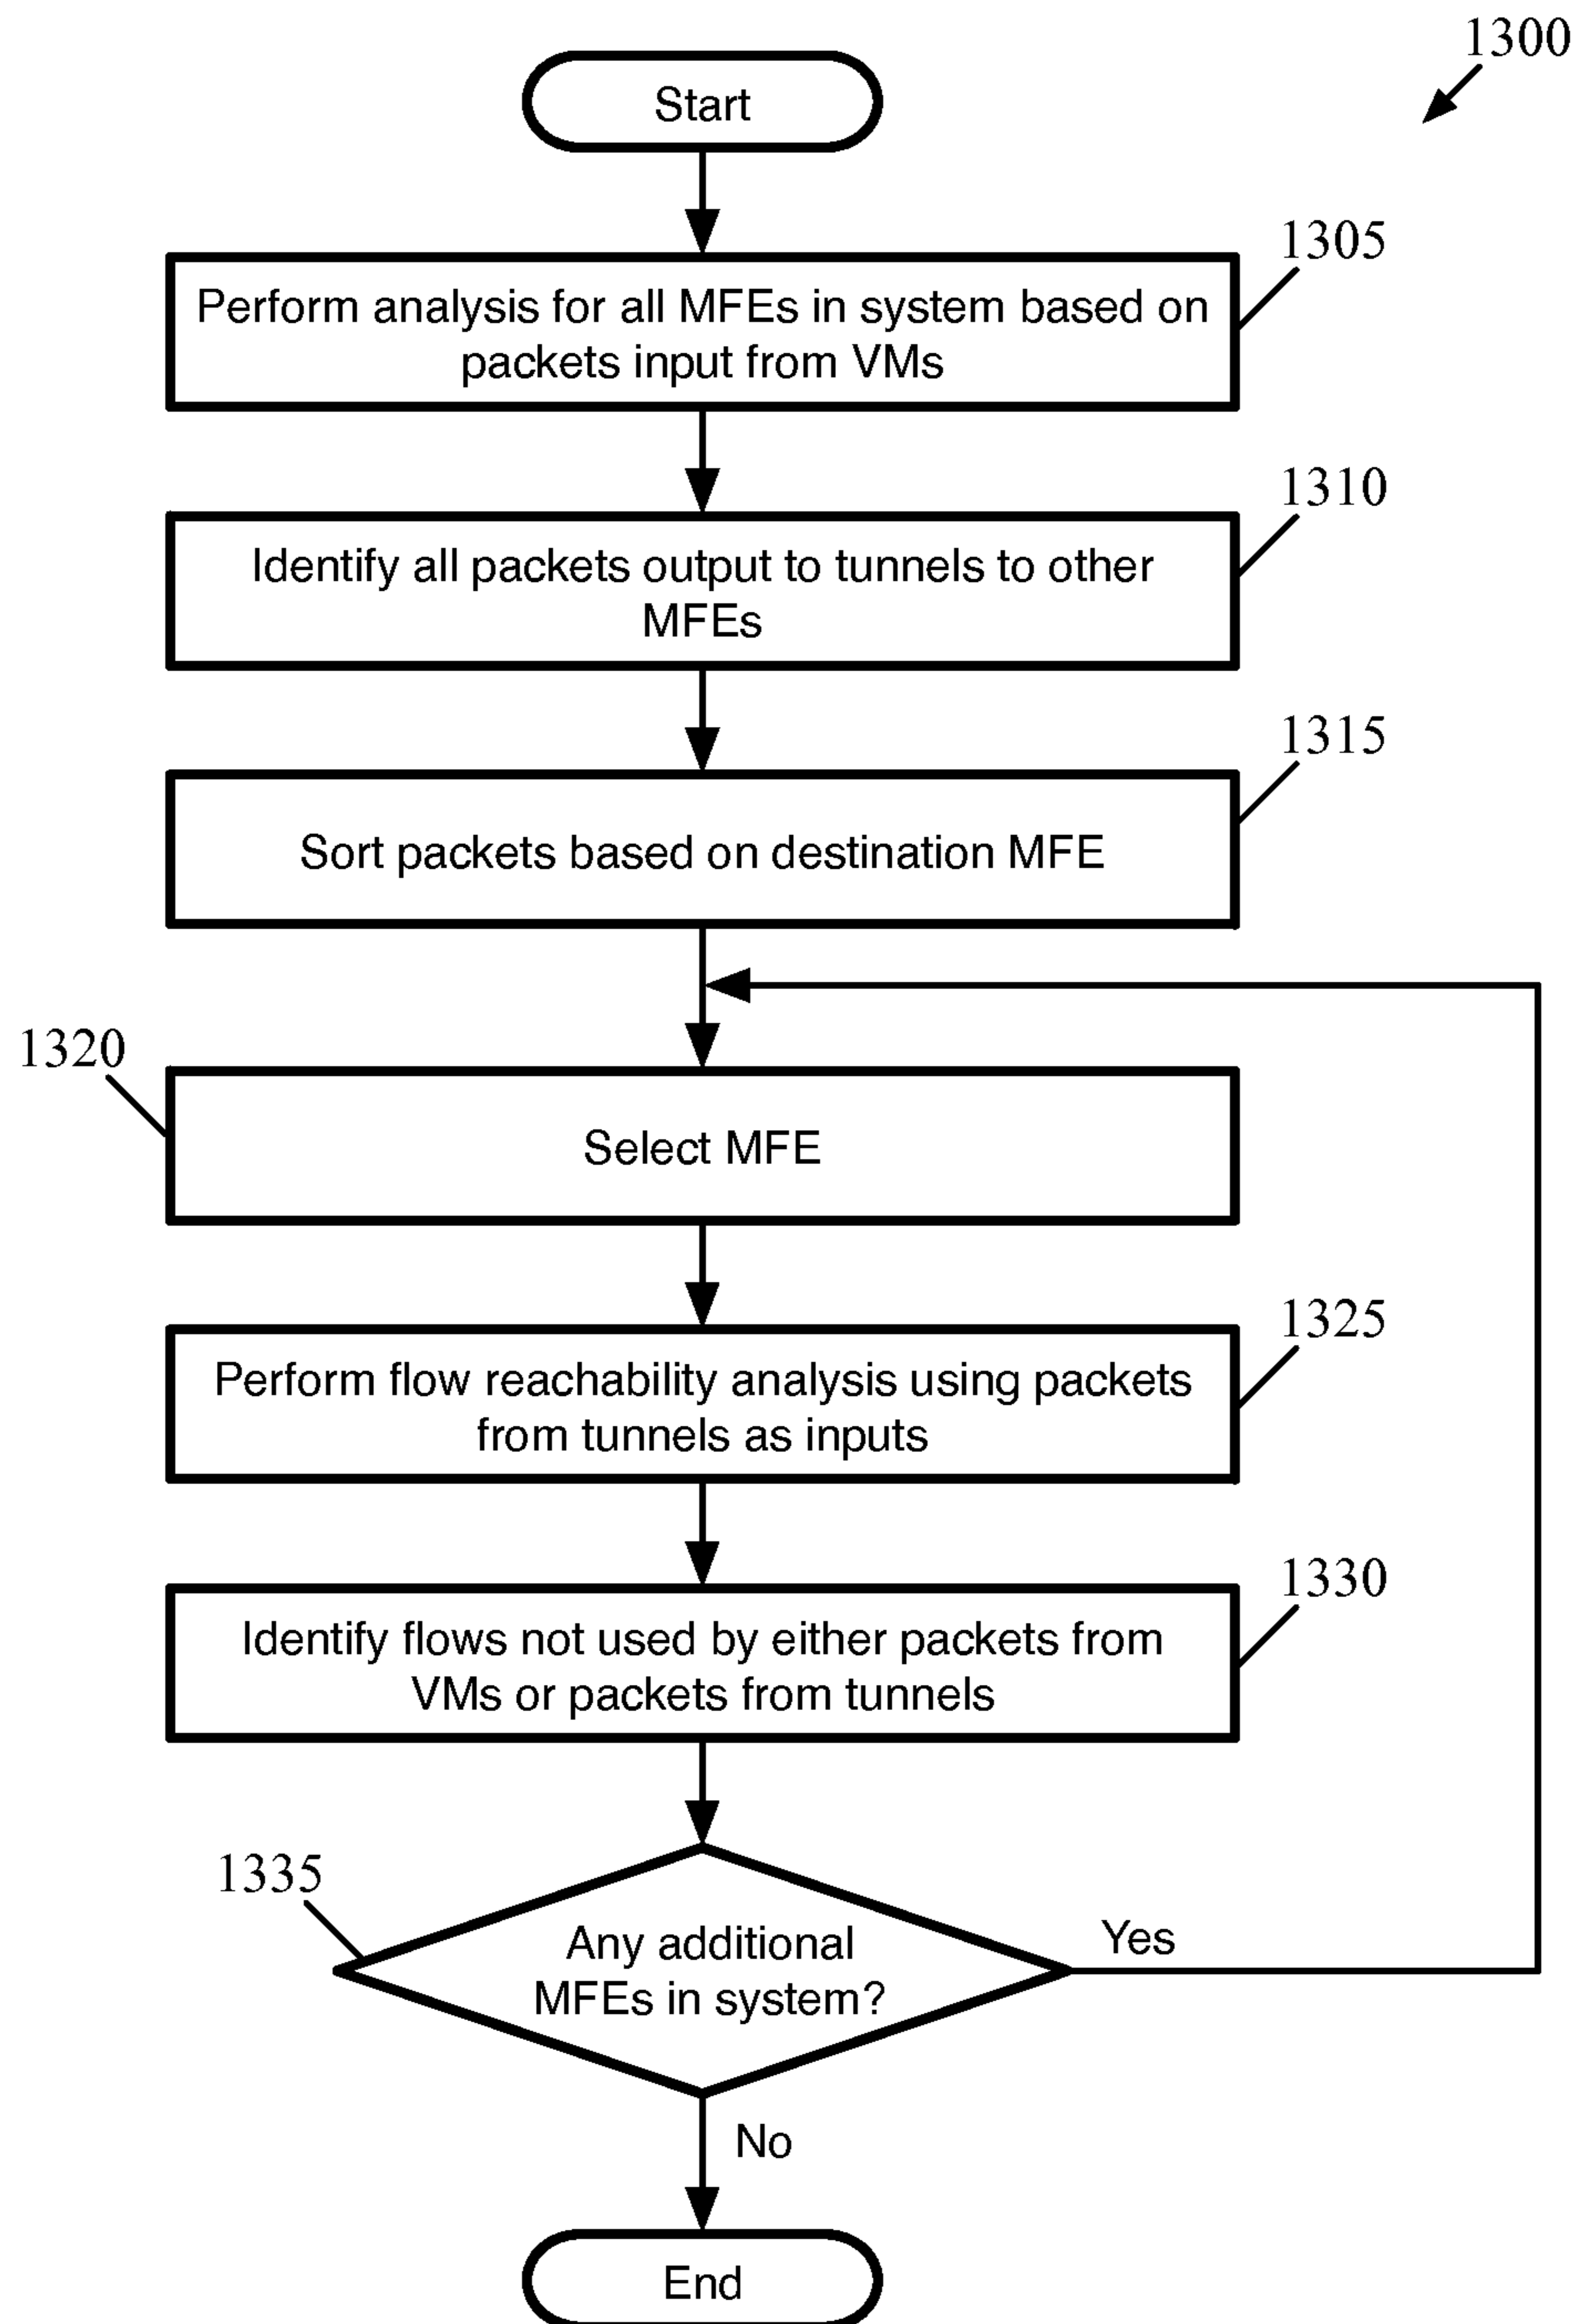 1300
Start
1305
Perform analysis for all MFEs in system based on
packets input from VMs
1310
Identify all packets output to tunnels to other
MFEs
1315
Sort packets based on destination MFE
1320
Select MFE
1325
Perform flow reachability analysis using packets
from tunnels as inputs
1330
Identify flows not used by either packets from
VMs or packets from tunnels
1335
Any additional
MFEs in system?
Yes
No
End